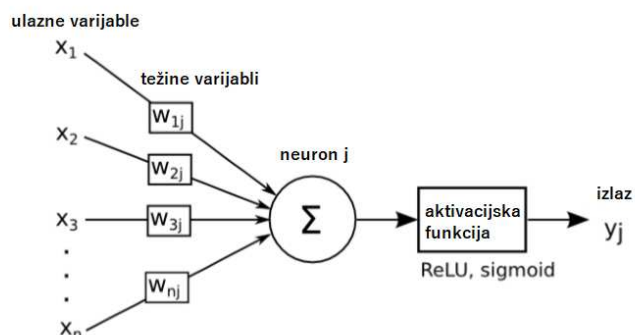 ulazne varijable
x1
težine varijabli
w1j
x2
w2j
neuron j
x3
w3j
Σ
aktivacijska
funkcija
izlaz
yj
ReLU, sigmoid
wnj
xn